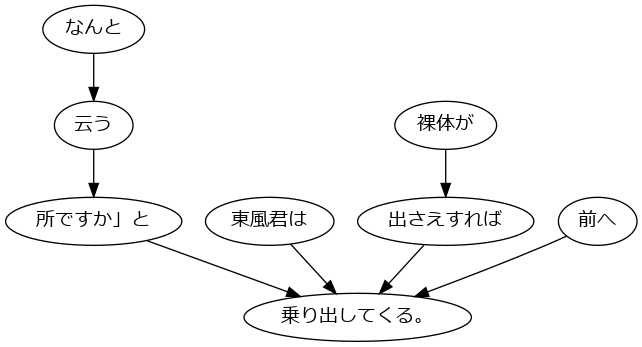 なんと
云う
裸体が
所ですか」と
東風君は
出さえすれば
前へ
乗り出してくる。